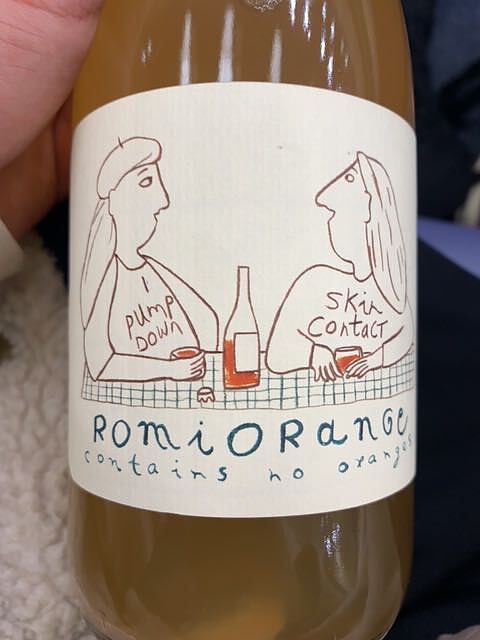 I
PUMP
DOWN
Skin
Contact
ROmiORanGe
contains no oranges